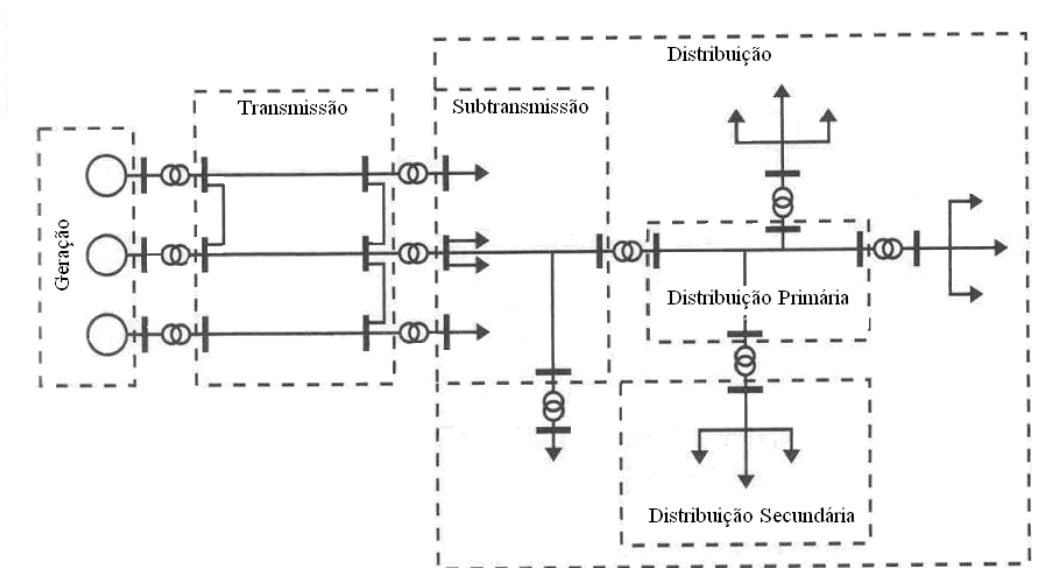 Distribuição
Transmissão
Subtransmissão
Geração
Distribuição Primária
Distribuição Secundária